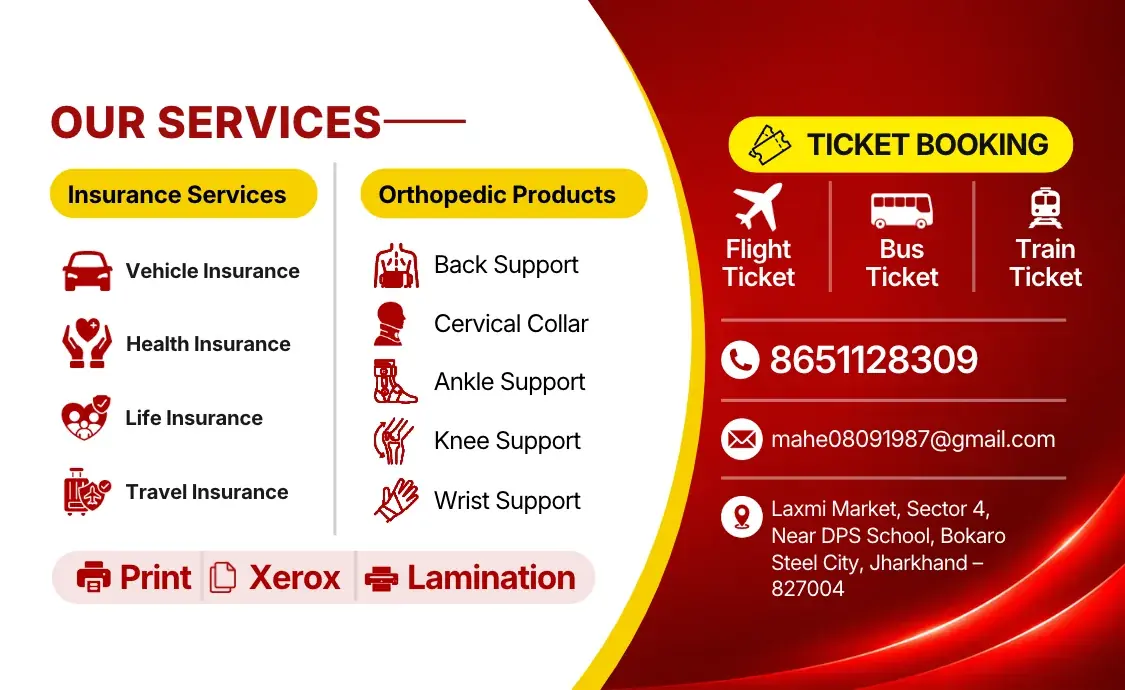 OUR SERVICES
Insurance Services
Vehicle Insurance
Health Insurance
Life Insurance
Travel Insurance
Orthopedic Products
Back Support
Cervical Collar
Ankle Support
Knee Support
Wrist Support
Print Xerox Lamination
TICKET BOOKING
Flight
Ticket
Bus
Ticket
Train
Ticket
8651128309
mahe08091987@gmail.com
Laxmi Market, Sector 4,
Near DPS School, Bokaro
Steel City, Jharkhand –
827004